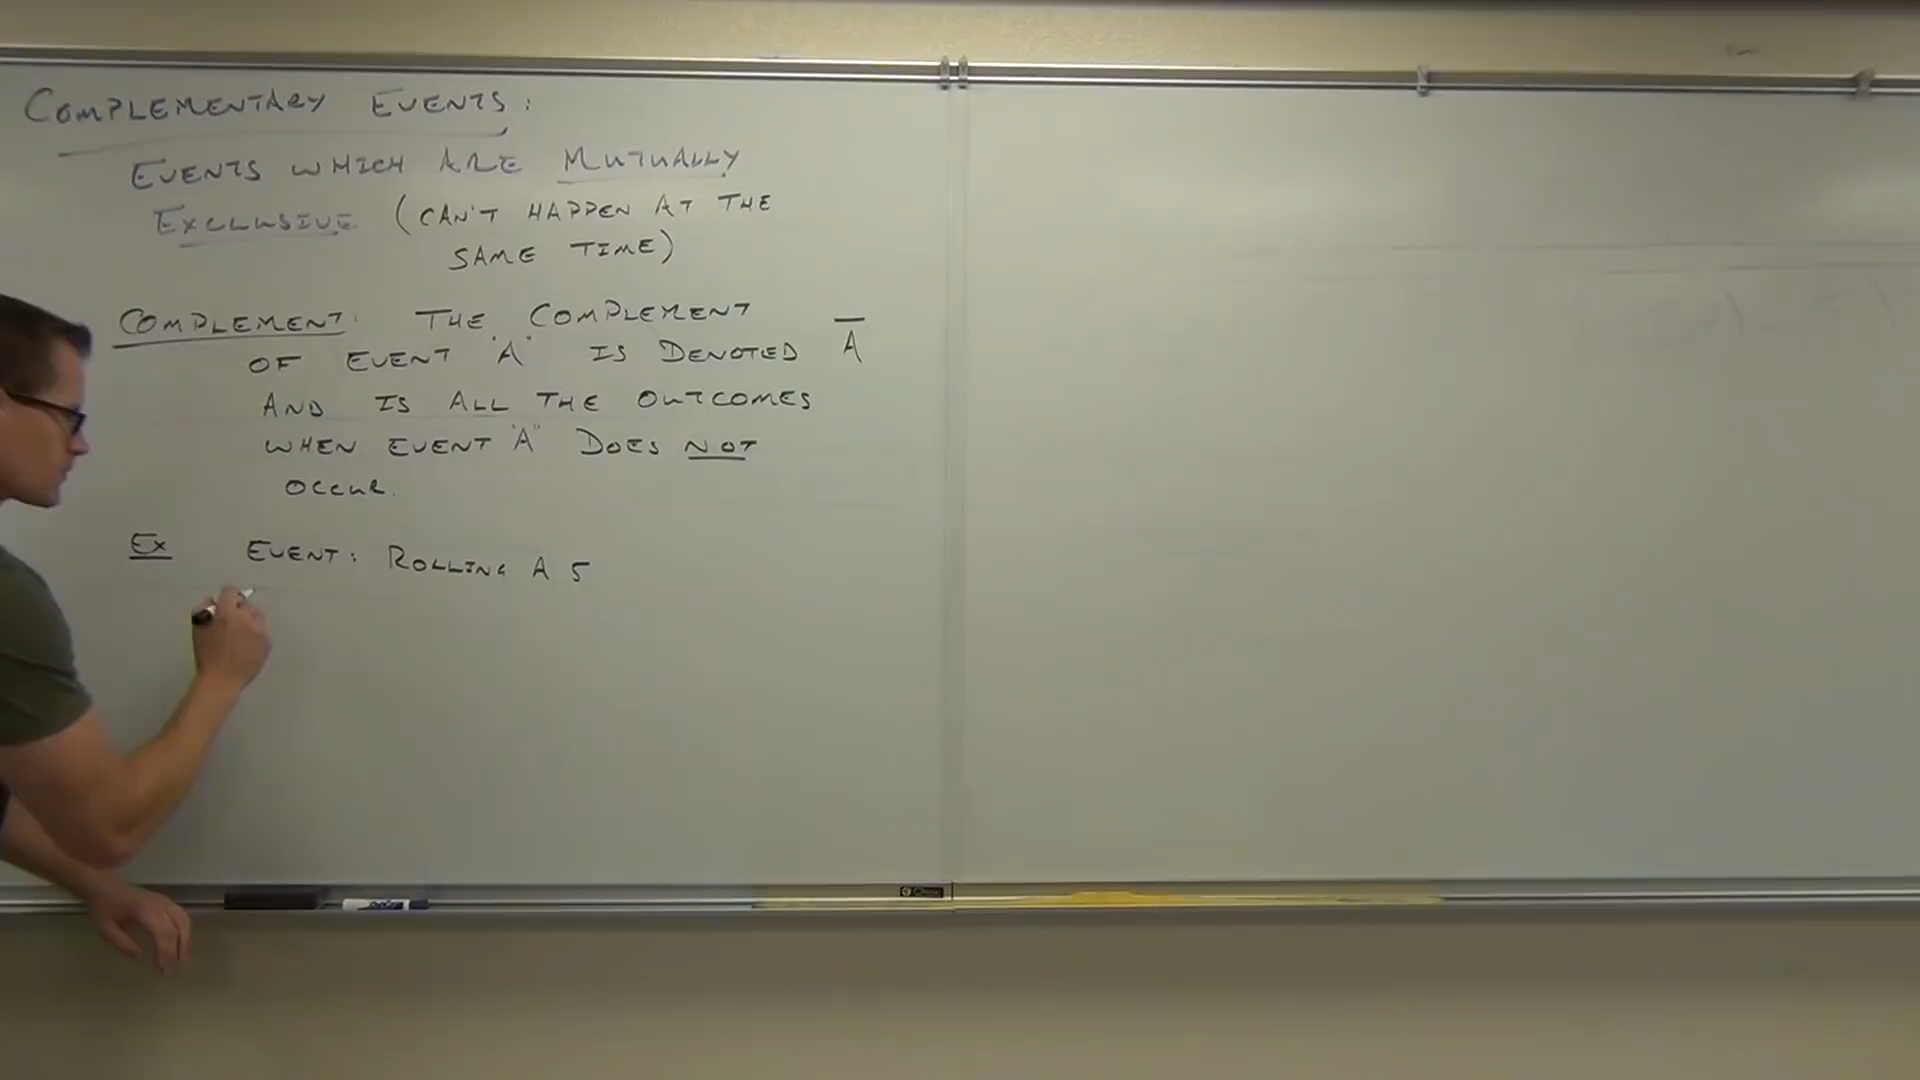 COMPLEMENTARY EVENTS:
EVENTS WHICH ARE MUTUALLY
EXCLUSIVE (CAN'T HAPPEN AT THE
SAME TIME)
COMPLEMENT: THE COMPLEMENT
OF EVENT "A" IS DENOTED A̅
AND IS ALL THE OUTCOMES
WHEN EVENT "A" DOES NOT
OCCUR.
EX EVENT: ROLLING A 5